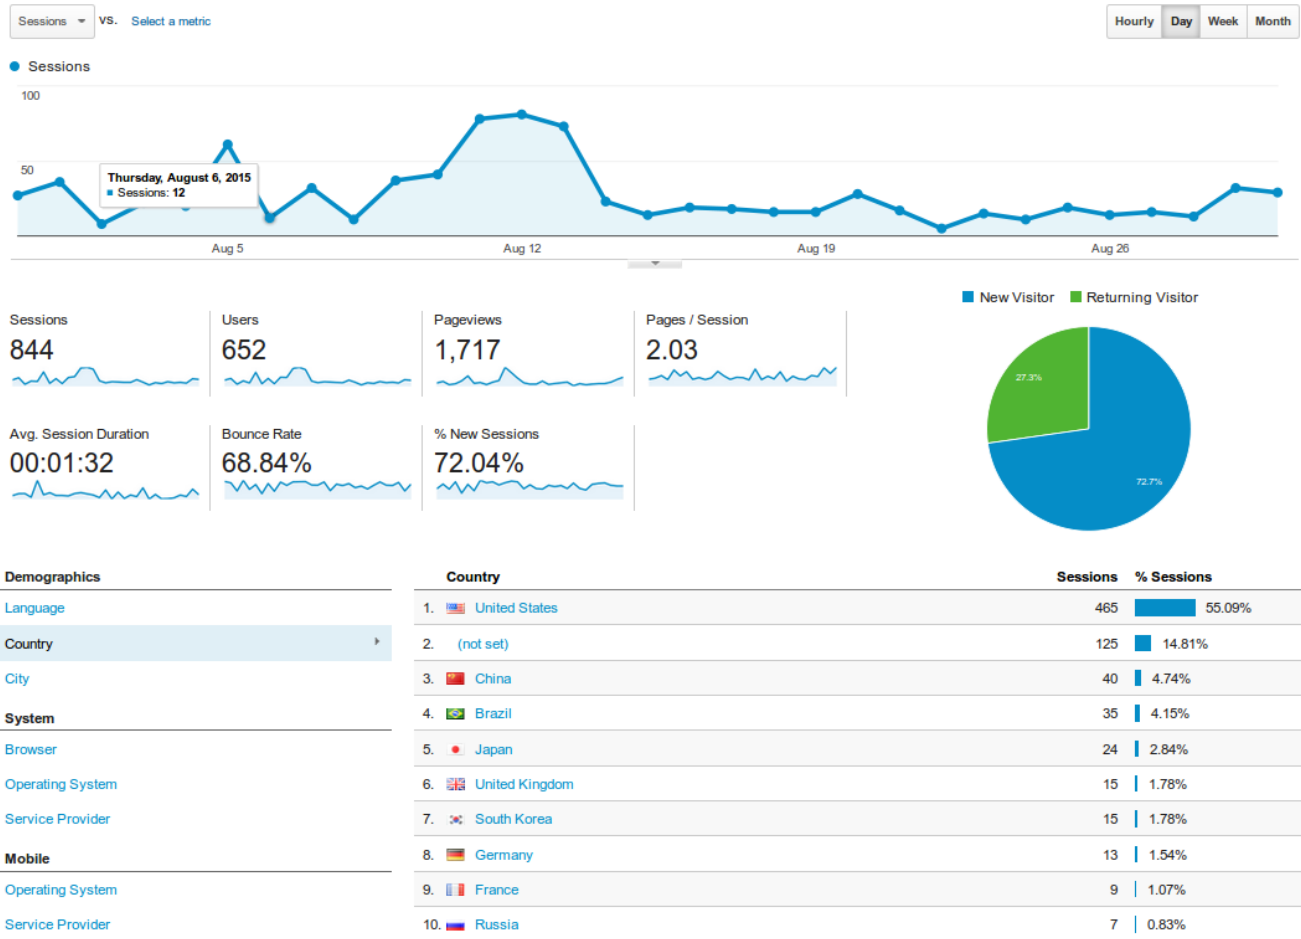 Sessions VS. Select a metric Hourly Day Week Month
Sessions
100
50
Thursday, August 6, 2015
Sessions: 12
Aug 5 Aug 12 Aug 19 Aug 26
New Visitor Returning Visitor
Sessions Users Pageviews Pages / Session
844 652 1,717 2.03
27.3%
Avg. Session Duration Bounce Rate % New Sessions
00:01:32 68.84% 72.04%
72.7%
Demographics Country Sessions % Sessions
Language 1. United States 465 55.09%
Country 2. (not set) 125 14.81%
City 3. China 40 4.74%
System 4. Brazil 35 4.15%
Browser 5. Japan 24 2.84%
Operating System 6. United Kingdom 15 1.78%
Service Provider 7. South Korea 15 1.78%
Mobile 8. Germany 13 1.54%
Operating System 9. France 9 1.07%
Service Provider 10. Russia 7 0.83%